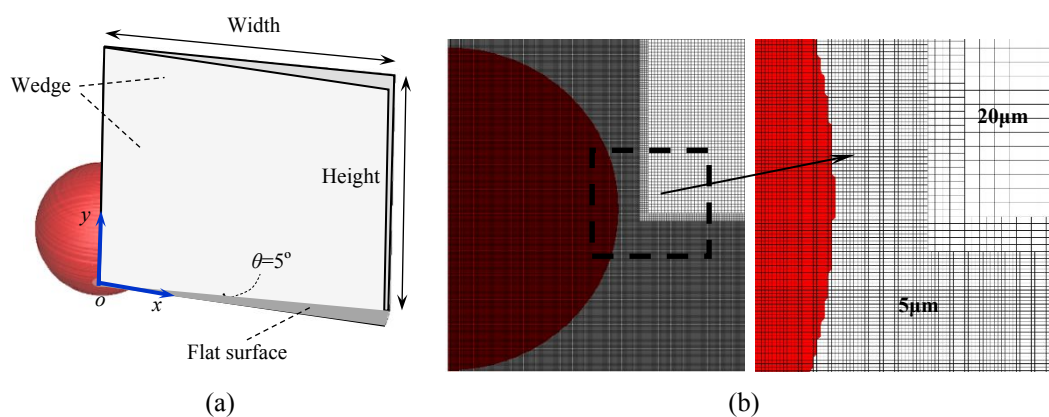 Width
Wedge
Height
y
θ=5°
o
x
Flat surface
(a)
20μm
5μm
(b)